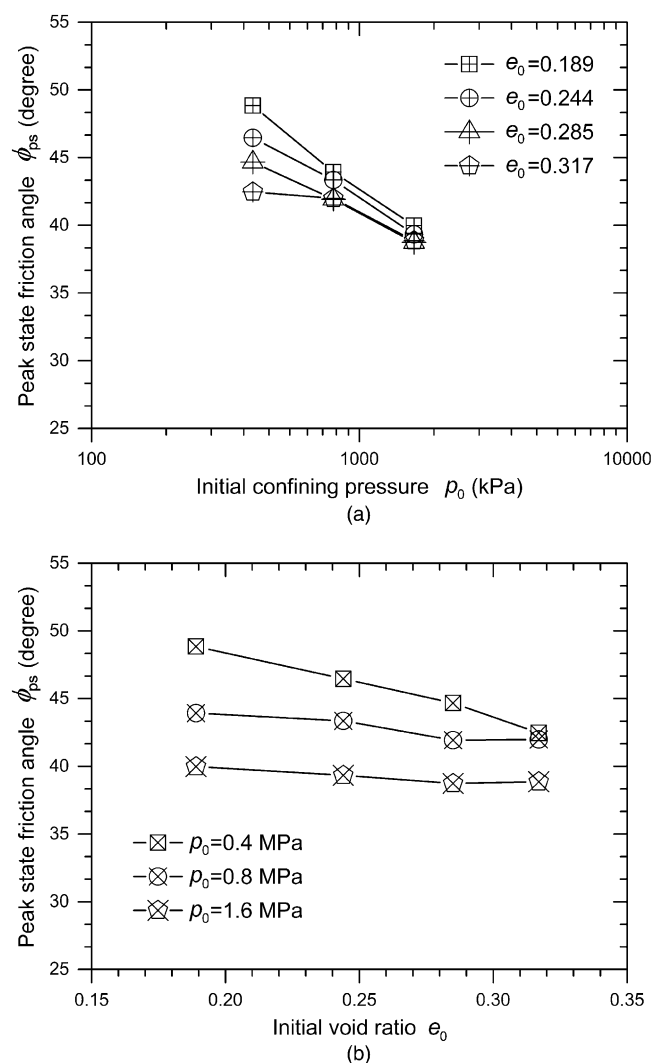 55
50
45
40
35
30
25
Peak state friction angle ϕps (degree)
e0=0.189
e0=0.244
e0=0.285
e0=0.317
100
1000
10000
Initial confining pressure p0 (kPa)
(a)
55
50
45
40
35
30
25
Peak state friction angle ϕps (degree)
p0=0.4 MPa
p0=0.8 MPa
p0=1.6 MPa
0.15
0.20
0.25
0.30
0.35
Initial void ratio e0
(b)